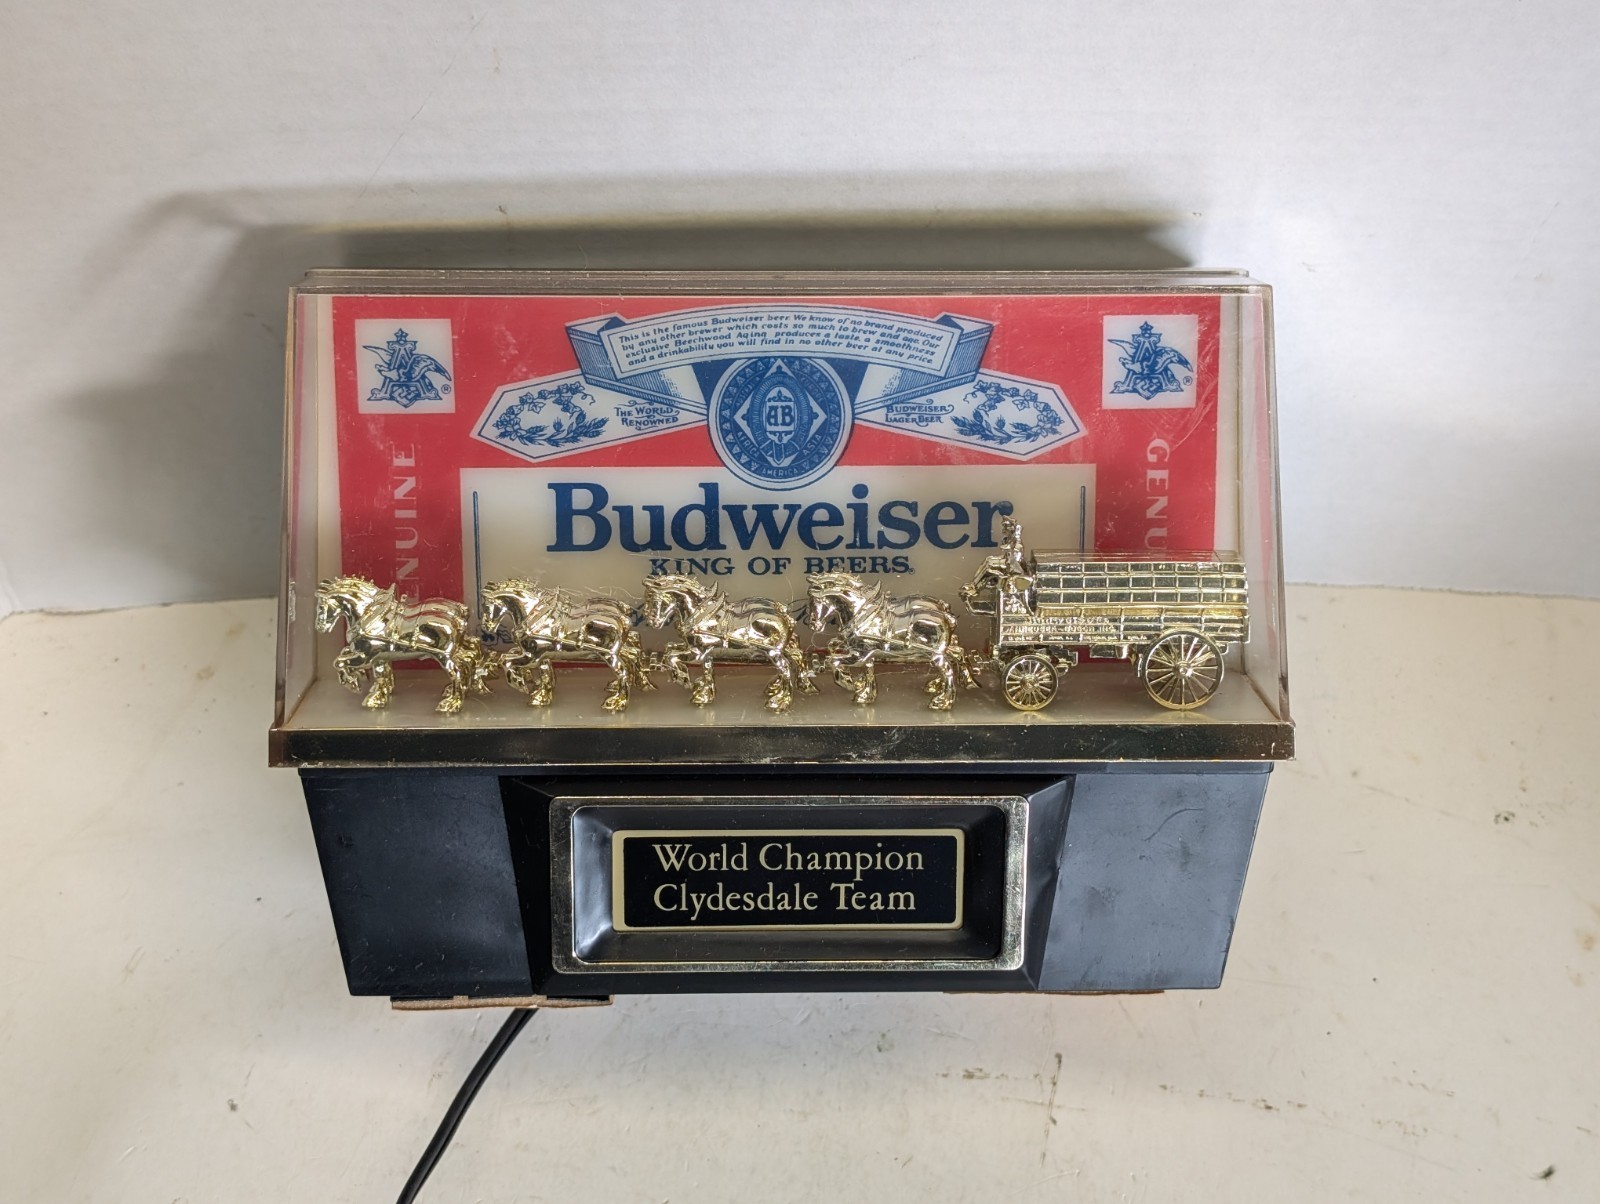 This is the famous Budweiser beer. We know of no brand produced
by any other brewer which costs so much to brew and age. Our
exclusive Beechwood Aging produces a taste, a smoothness
and a drinkability you will find in no other beer at any price.
THE WORLD
RENOWNED
BUDWEISER
LAGER BEER
AB
AMERICA
ASIA
A
®
A
®
GENUINE
GENU
Budweiser
KING OF BEERS®
World Champion
Clydesdale Team